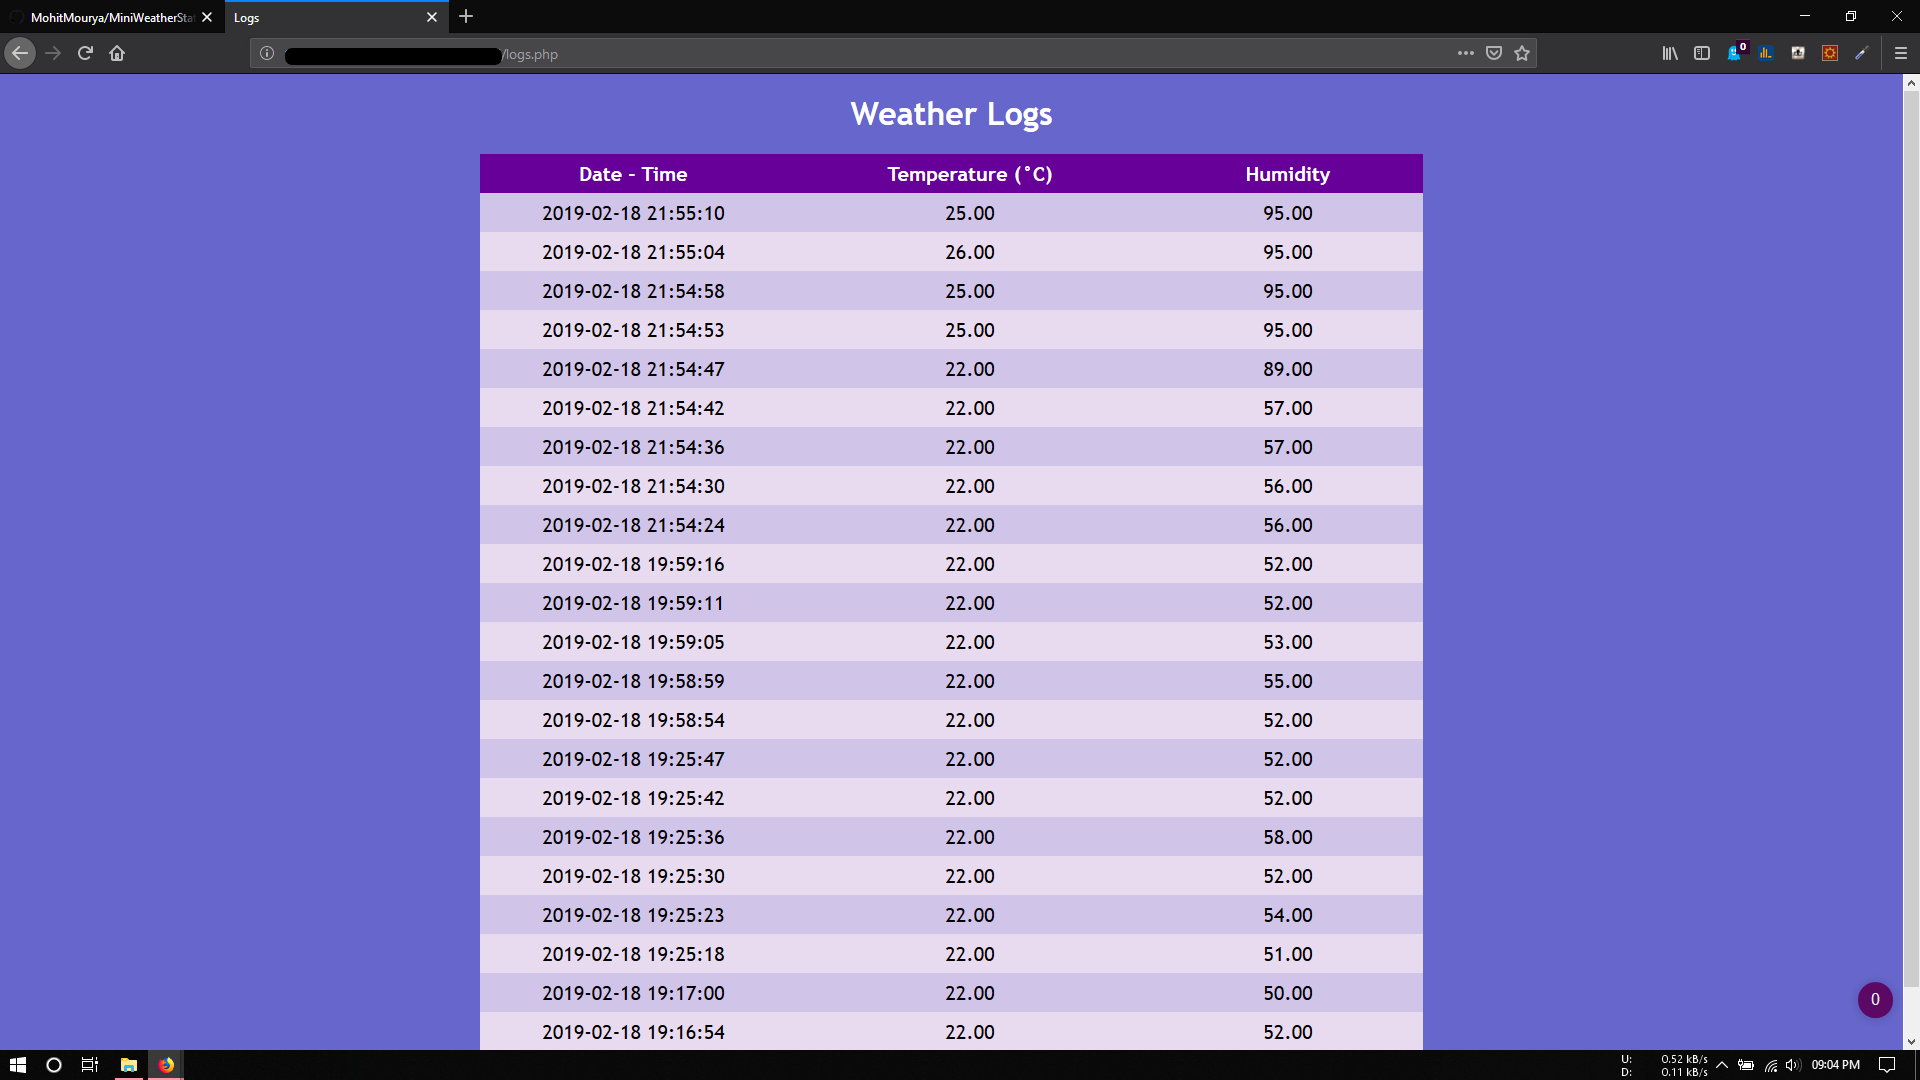 MohitMourya/MiniWeatherSta
Logs
/logs.php
0
Weather Logs
Date - Time Temperature (°C) Humidity
2019-02-18 21:55:10 25.00 95.00
2019-02-18 21:55:04 26.00 95.00
2019-02-18 21:54:58 25.00 95.00
2019-02-18 21:54:53 25.00 95.00
2019-02-18 21:54:47 22.00 89.00
2019-02-18 21:54:42 22.00 57.00
2019-02-18 21:54:36 22.00 57.00
2019-02-18 21:54:30 22.00 56.00
2019-02-18 21:54:24 22.00 56.00
2019-02-18 19:59:16 22.00 52.00
2019-02-18 19:59:11 22.00 52.00
2019-02-18 19:59:05 22.00 53.00
2019-02-18 19:58:59 22.00 55.00
2019-02-18 19:58:54 22.00 52.00
2019-02-18 19:25:47 22.00 52.00
2019-02-18 19:25:42 22.00 52.00
2019-02-18 19:25:36 22.00 58.00
2019-02-18 19:25:30 22.00 52.00
2019-02-18 19:25:23 22.00 54.00
2019-02-18 19:25:18 22.00 51.00
2019-02-18 19:17:00 22.00 50.00
2019-02-18 19:16:54 22.00 52.00
0
U: 0.52 kB/s
D: 0.11 kB/s
09:04 PM